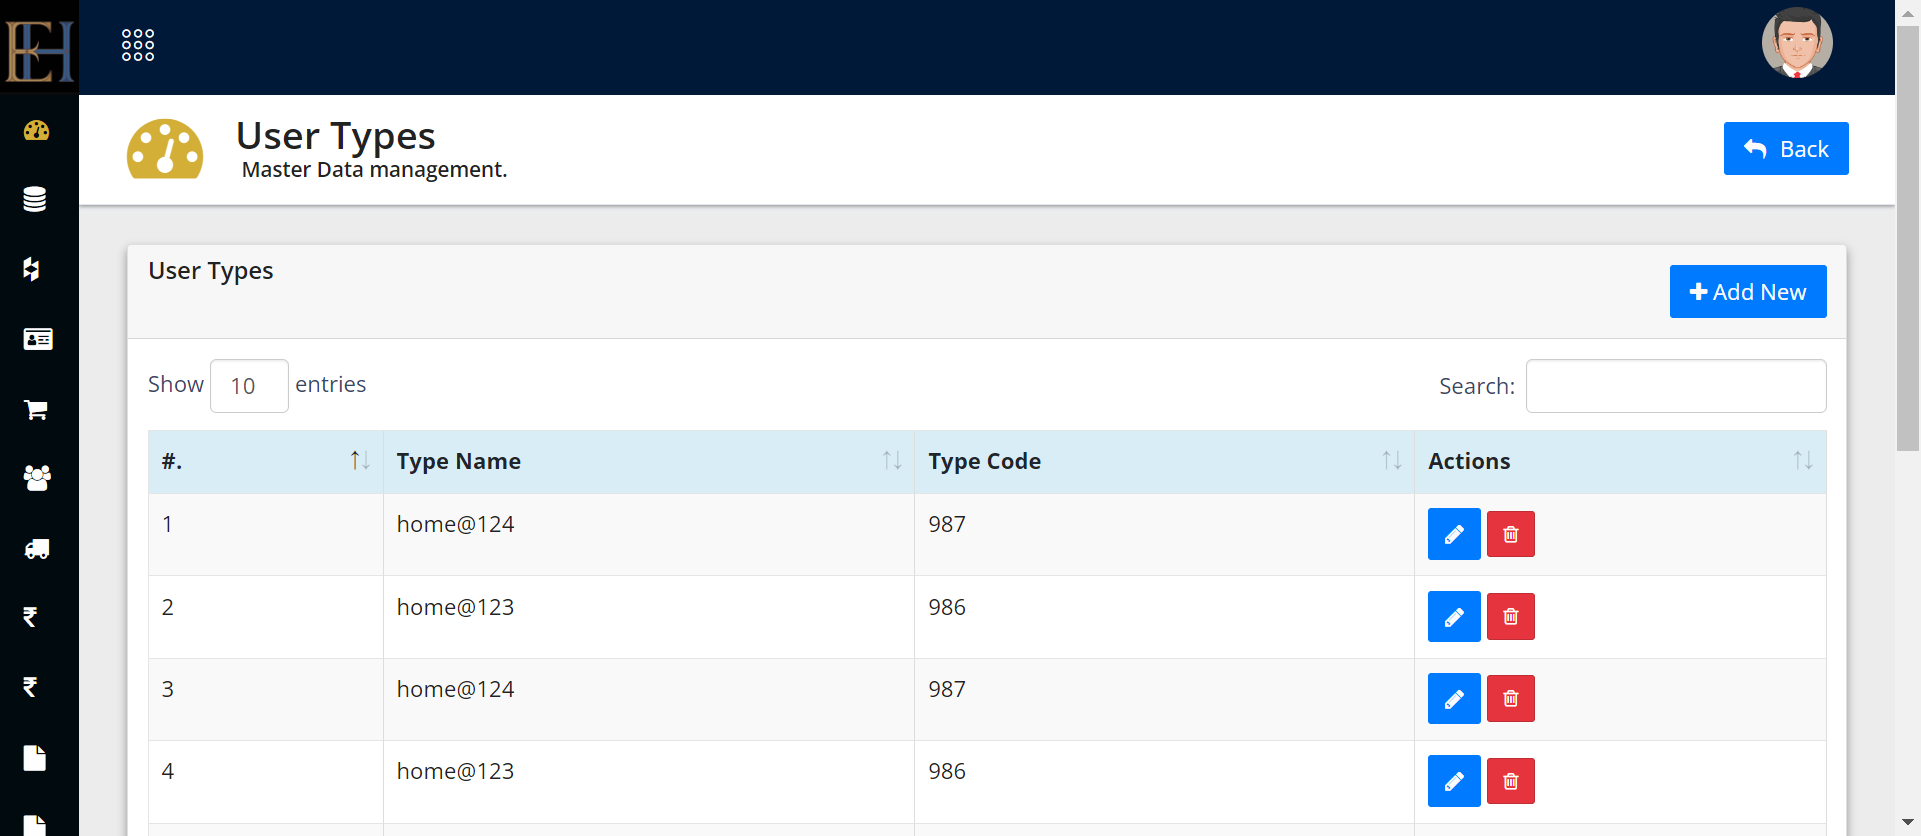 EH
User Types
Master Data management.
Back
User Types
Add New
Show 10 entries
Search:
#. Type Name Type Code Actions
1 home@124 987
2 home@123 986
3 home@124 987
4 home@123 986